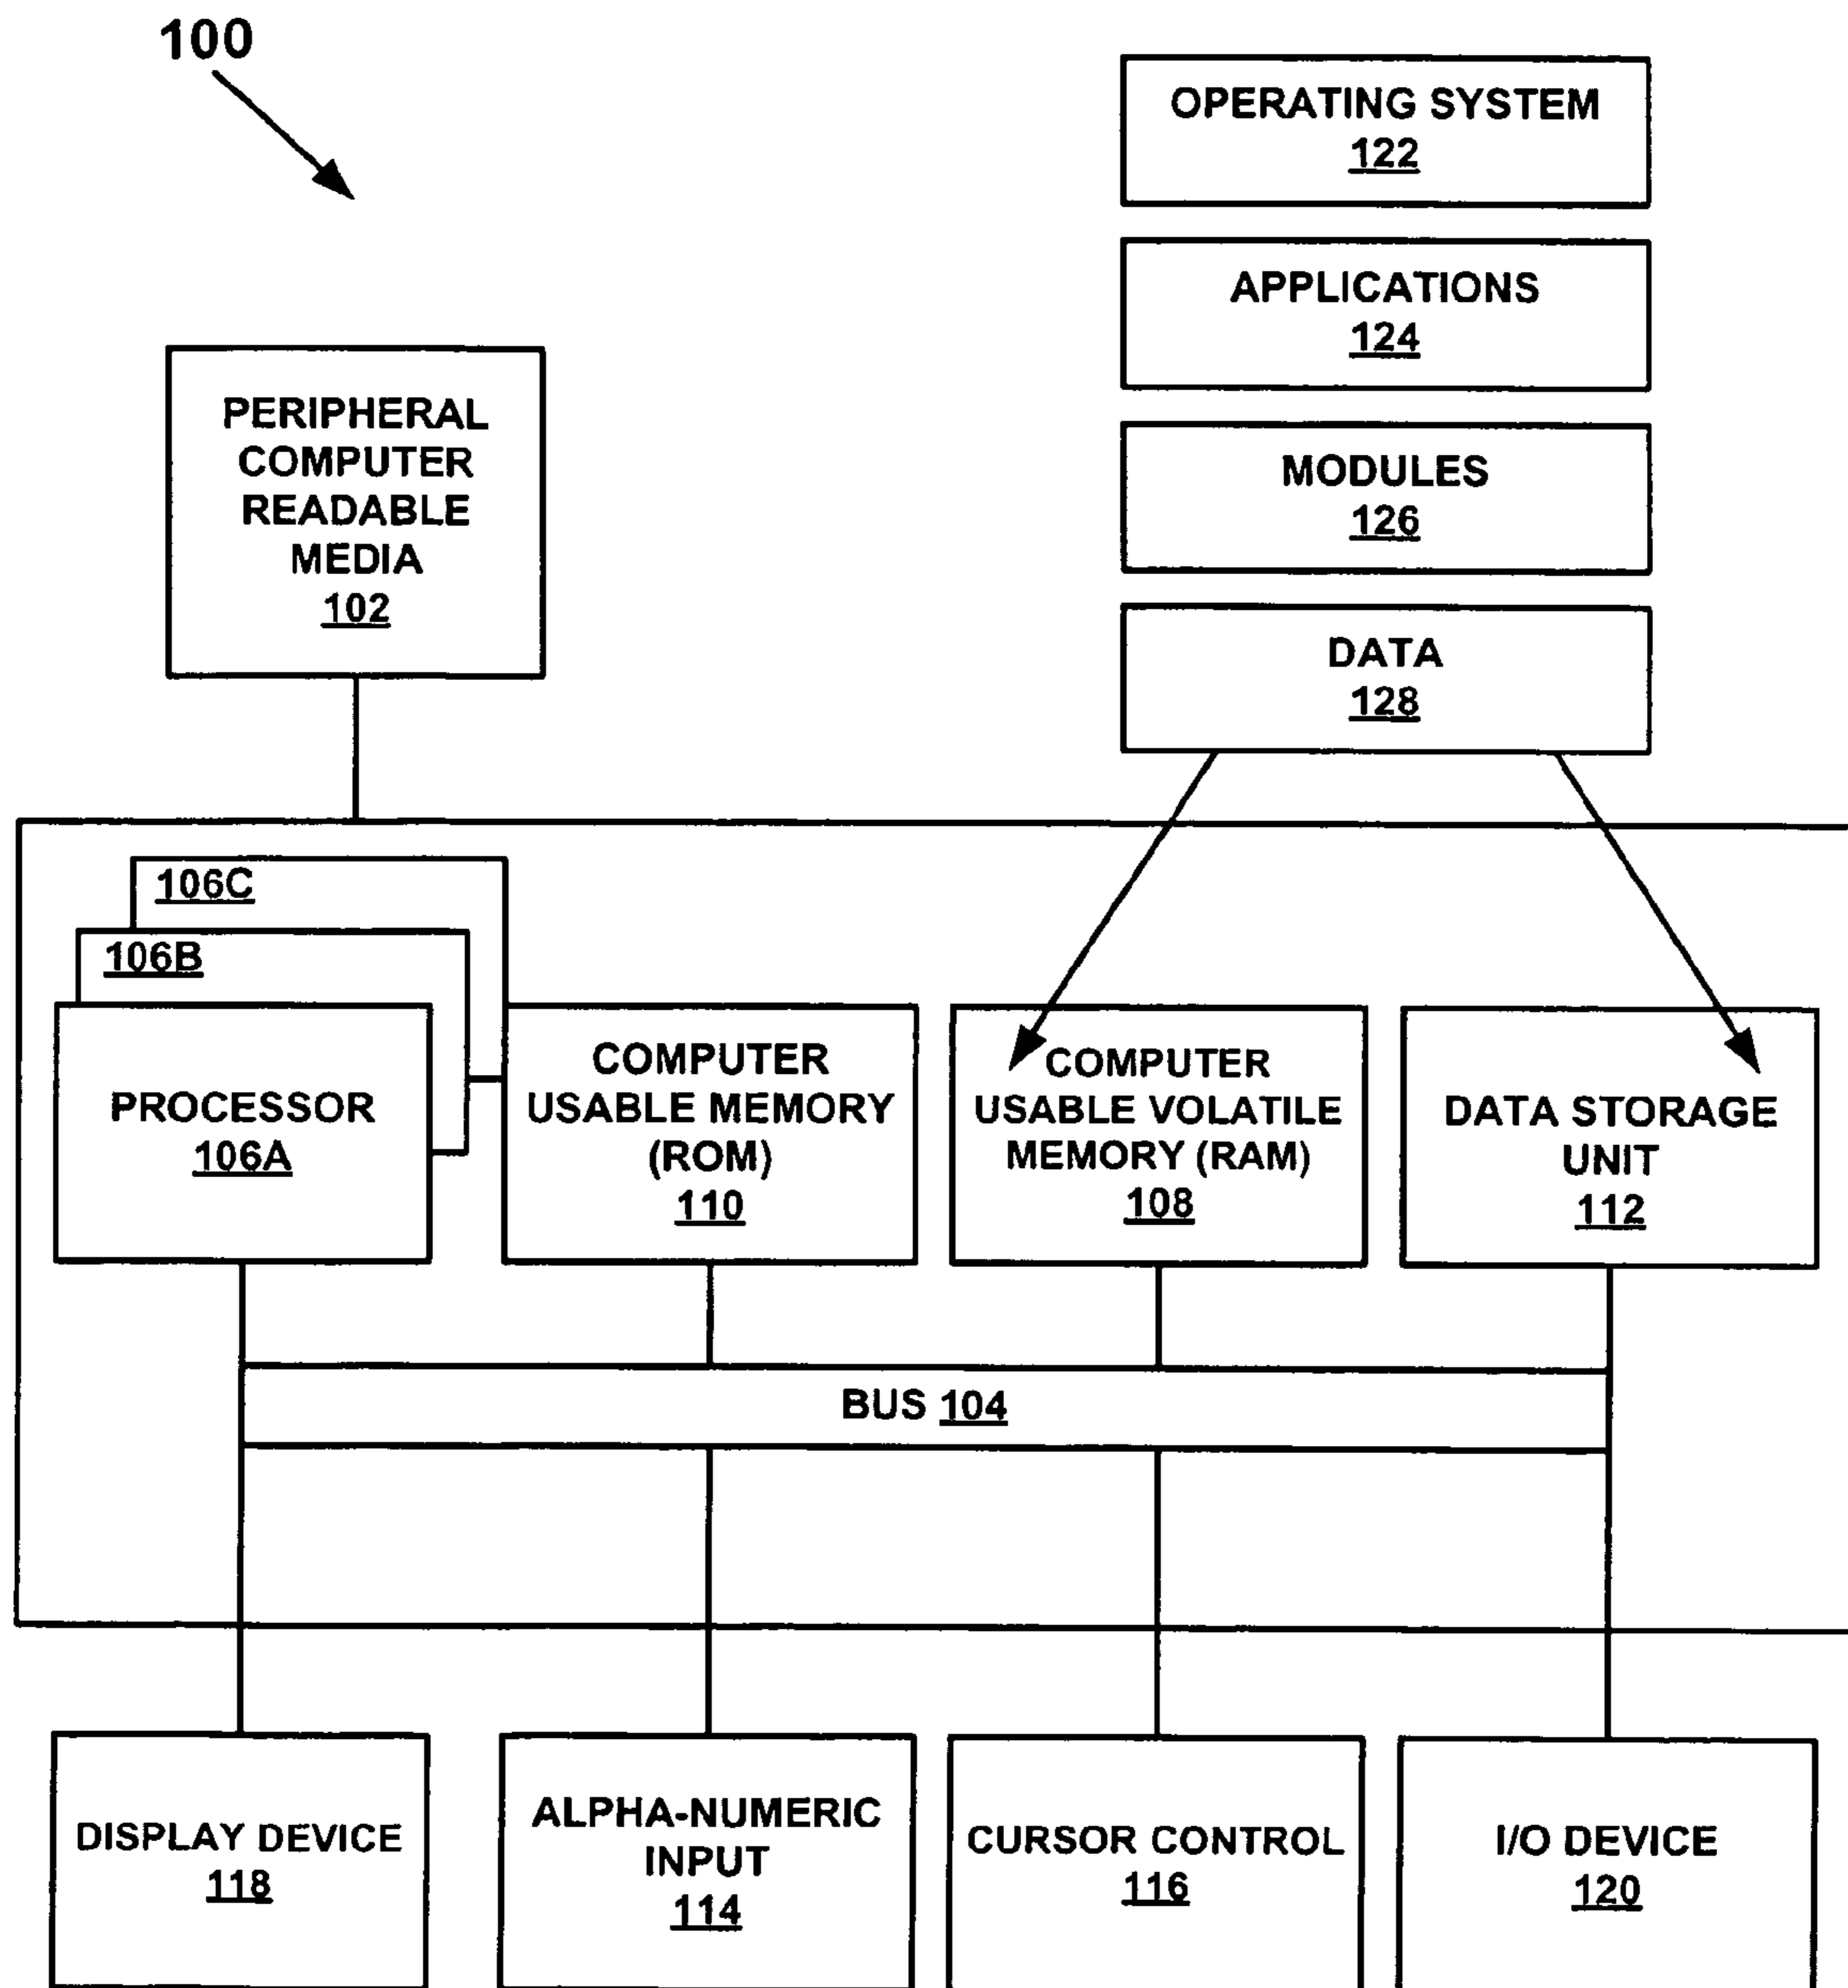 100
OPERATING SYSTEM
122
APPLICATIONS
124
PERIPHERAL
COMPUTER
READABLE
MEDIA
102
MODULES
126
DATA
128
106C
106B
PROCESSOR
106A
COMPUTER
USABLE MEMORY
(ROM)
110
COMPUTER
USABLE VOLATILE
MEMORY (RAM)
108
DATA STORAGE
UNIT
112
BUS 104
DISPLAY DEVICE
118
ALPHA-NUMERIC
INPUT
114
CURSOR CONTROL
116
I/O DEVICE
120